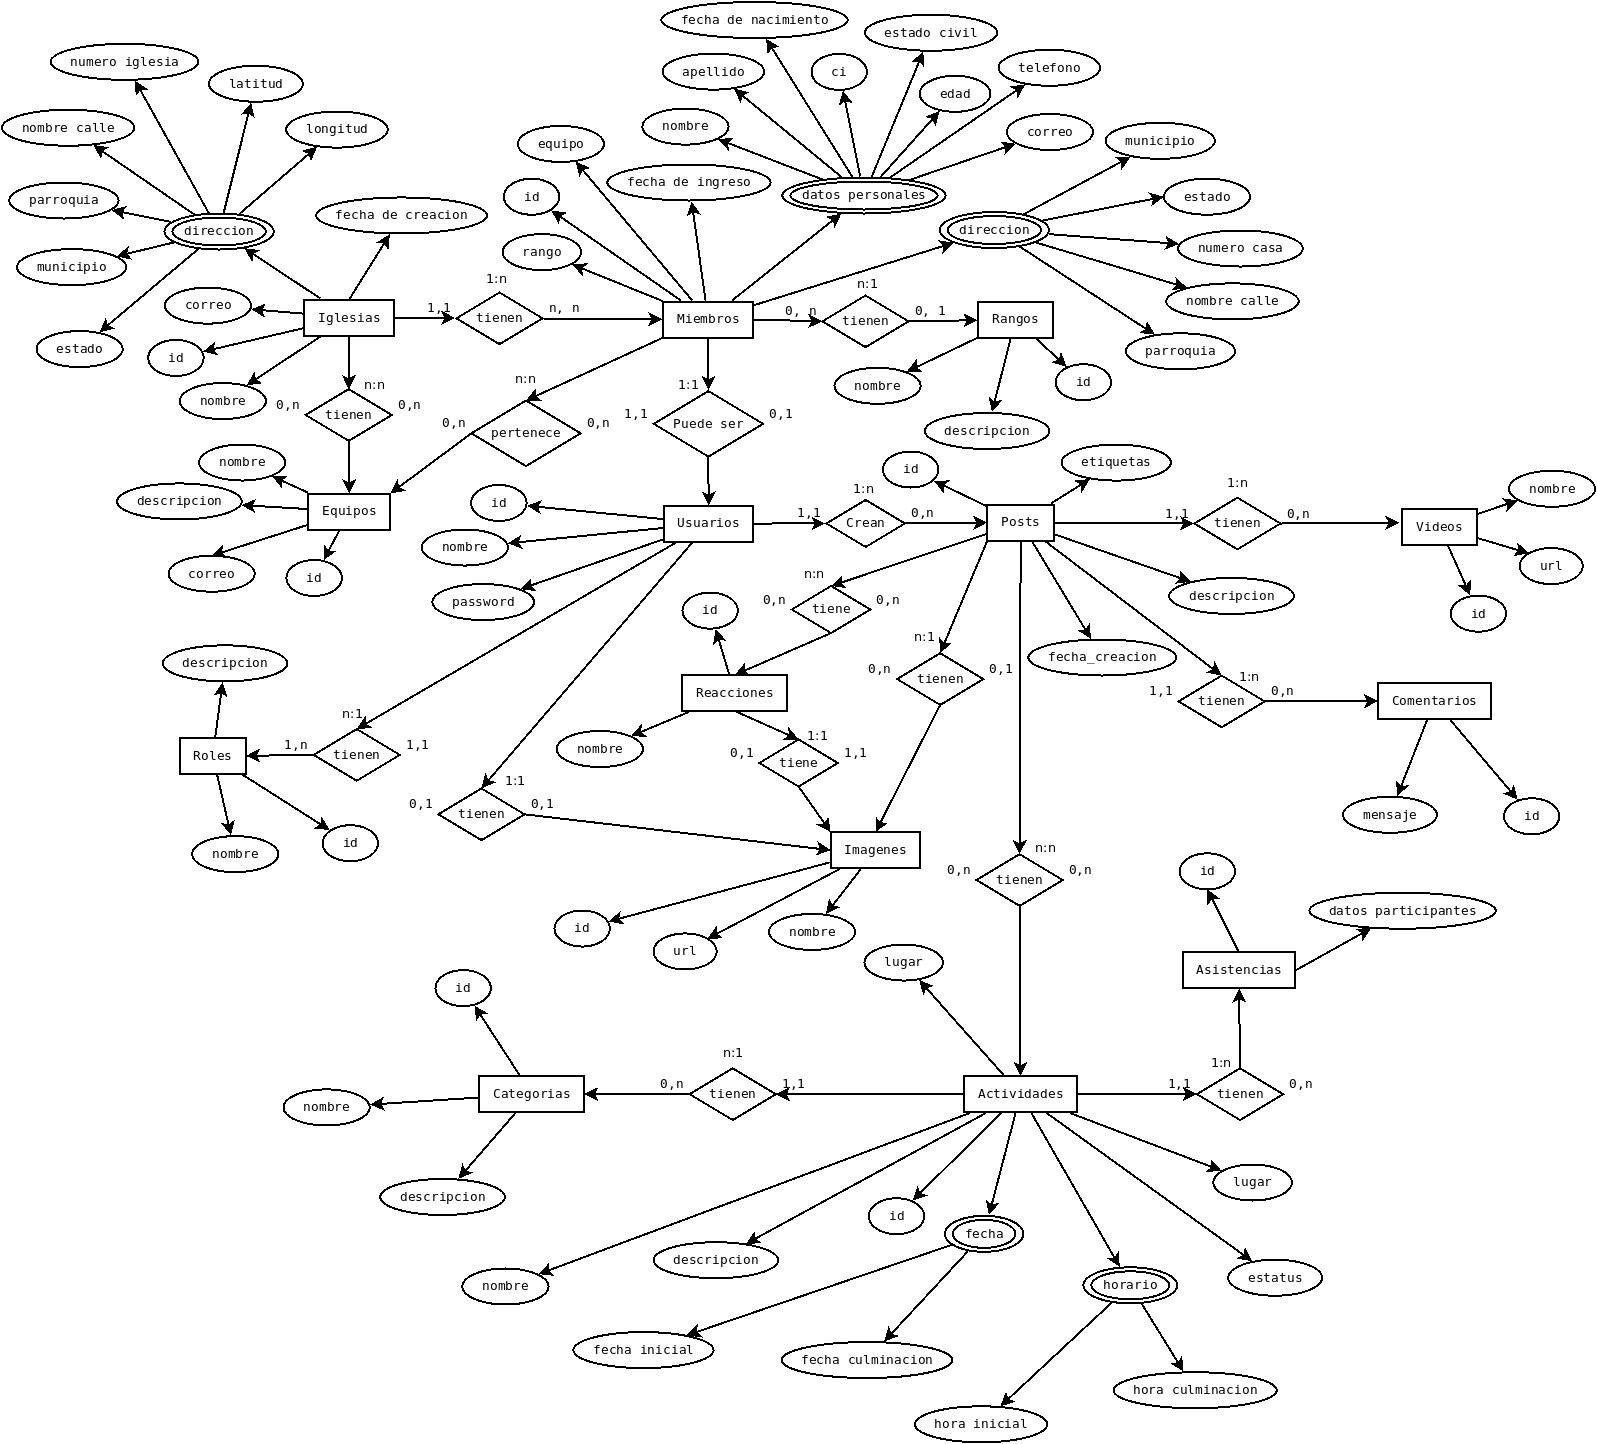 fecha de nacimiento
estado civil
numero iglesia
latitud
apellido
ci
telefono
edad
nombre calle
longitud
nombre
correo
equipo
municipio
fecha de ingreso
datos personales
id
estado
parroquia
fecha de creacion
direccion
direccion
numero casa
rango
municipio
nombre calle
correo
1:n
n:1
Iglesias
1,1
tienen
n, n
Miembros
0, n
tienen
0, 1
Rangos
estado
id
parroquia
nombre
n:n
n:n
1:1
nombre
id
0,n
tienen
0,n
0,n
pertenece
0,n
1,1
Puede ser
0,1
descripcion
nombre
id
etiquetas
descripcion
id
1:n
1:n
nombre
Equipos
Usuarios
1,1
Crean
0,n
Posts
1,1
tienen
0,n
Videos
nombre
correo
id
n:n
url
password
0,n
tiene
0,n
descripcion
id
id
n:1
descripcion
0,n
tienen
0,1
fecha_creacion
1:n
Reacciones
1,1
tienen
0,n
Comentarios
n:1
Roles
1,n
tienen
1,1
nombre
1:1
0,1
tiene
1,1
1:1
0,1
tienen
0,1
mensaje
id
nombre
id
Imagenes
n:n
0,n
tienen
0,n
id
id
url
nombre
datos participantes
lugar
Asistencias
id
n:1
1:n
Categorias
0,n
tienen
1,1
Actividades
1,1
tienen
0,n
nombre
descripcion
lugar
id
fecha
descripcion
nombre
horario
estatus
fecha inicial
fecha culminacion
hora culminacion
hora inicial